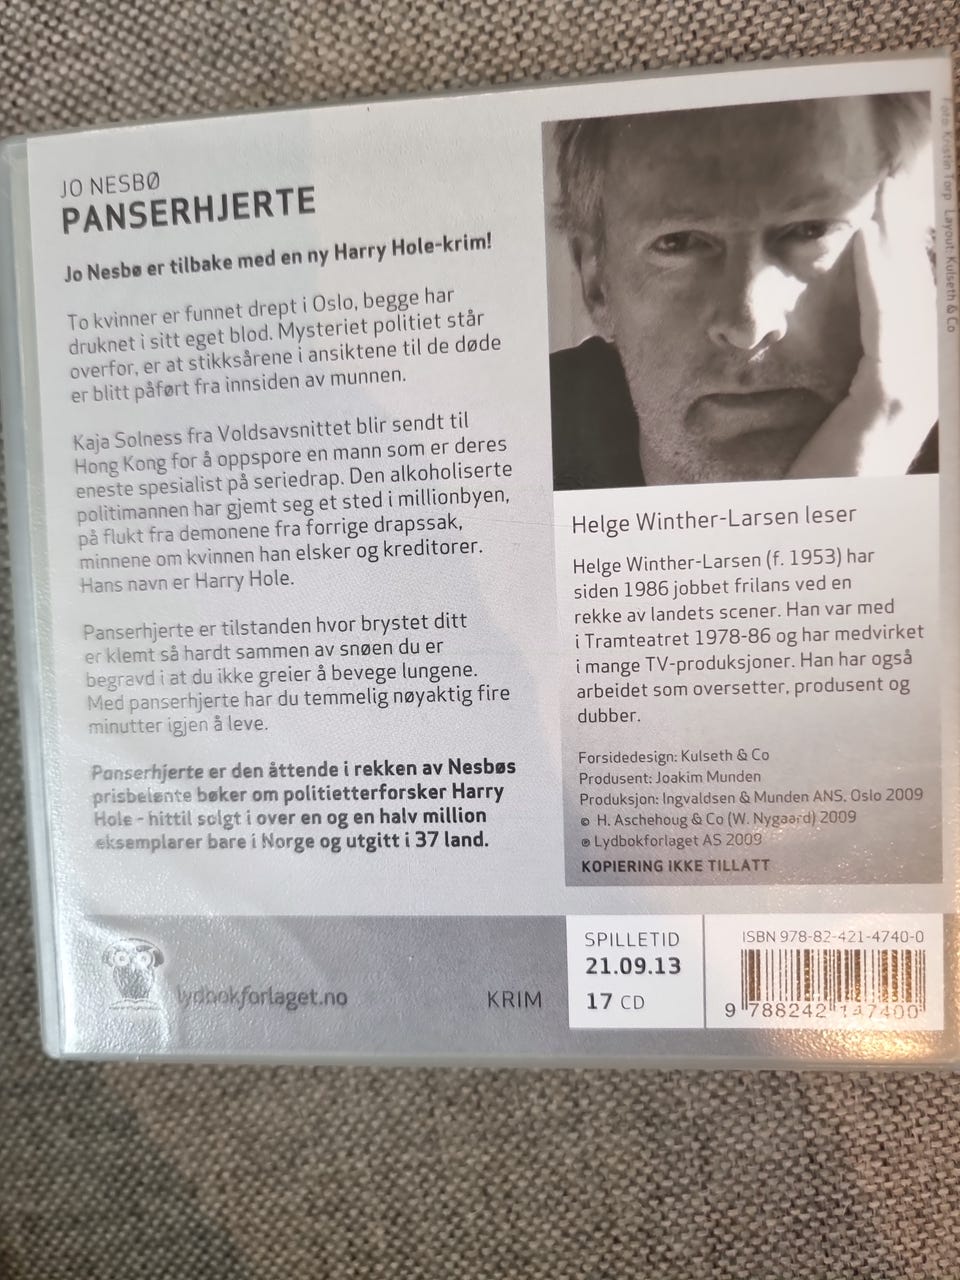 JO NESBØ
PANSERHJERTE
Jo Nesbø er tilbake med en ny Harry Hole-krim!
To kvinner er funnet drept i Oslo, begge har
druknet i sitt eget blod. Mysteriet politiet står
overfor, er at stikksårene i ansiktene til de døde
er blitt påført fra innsiden av munnen.
Kaja Solness fra Voldsavsnittet blir sendt til
Hong Kong for å oppspore en mann som er deres
eneste spesialist på seriedrap. Den alkoholiserte
politimannen har gjemt seg et sted i millionbyen,
på flukt fra demonene fra forrige drapssak,
minnene om kvinnen han elsker og kreditorer.
Hans navn er Harry Hole.
Panserhjerte er tilstanden hvor brystet ditt
er klemt så hardt sammen av snøen du er
begravd i at du ikke greier å bevege lungene.
Med panserhjerte har du temmelig nøyaktig fire
minutter igjen å leve.
Panserhjerte er den åttende i rekken av Nesbøs
prisbelønte bøker om politietterforsker Harry
Hole - hittil solgt i over en og en halv million
eksemplarer bare i Norge og utgitt i 37 land.
Foto: Kristin Torp Layout: Kulseth & Co
Helge Winther-Larsen leser
Helge Winther-Larsen (f. 1953) har
siden 1986 jobbet frilans ved en
rekke av landets scener. Han var med
i Tramteatret 1978-86 og har medvirket
i mange TV-produksjoner. Han har også
arbeidet som oversetter, produsent og
dubber.
Forsidedesign: Kulseth & Co
Produsent: Joakim Munden
Produksjon: Ingvaldsen & Munden ANS, Oslo 2009
© H. Aschehoug & Co (W. Nygaard) 2009
℗ Lydbokforlaget AS 2009
KOPIERING IKKE TILLATT
lydbokforlaget.no
KRIM
SPILLETID
21.09.13
17 CD
ISBN 978-82-421-4740-0
9 788242 147400